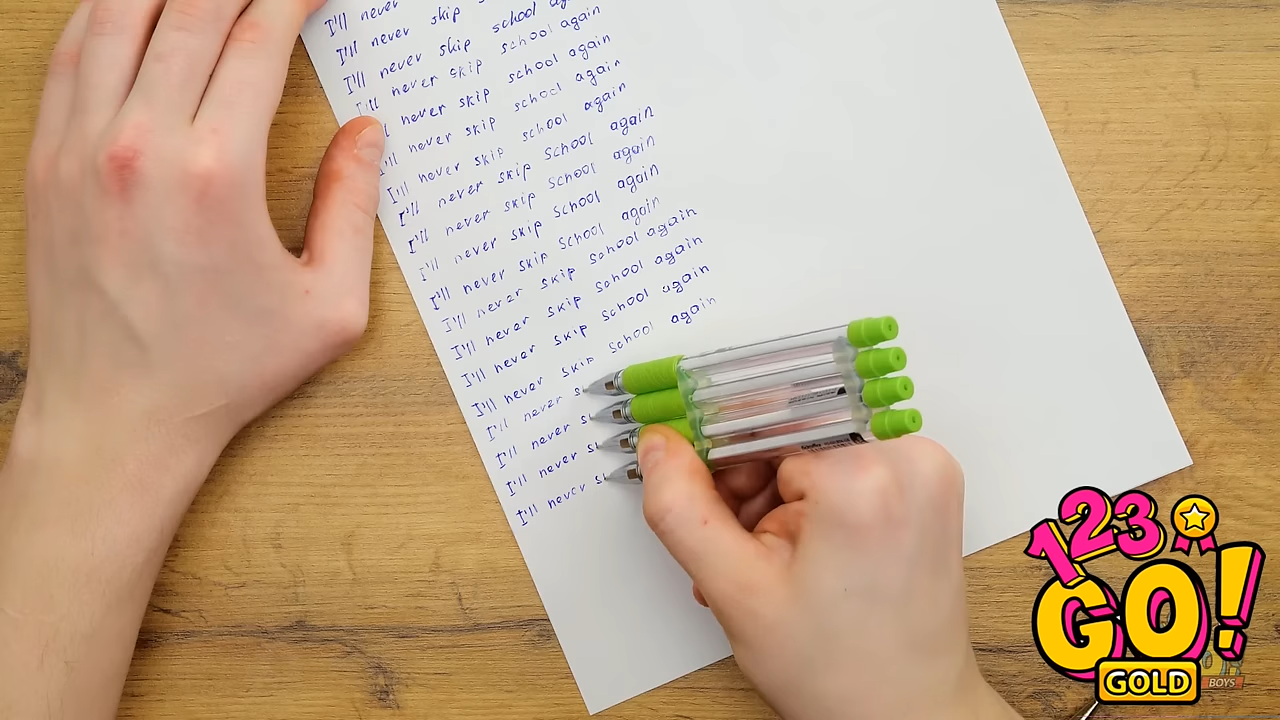 I'll never
I'll never skip
I'll never skip school
I'll never skip school again
never skip school again
I'll never skip school again
I'll never skip school again
I'll never skip school again
I'll never skip school again
I'll never skip school again
I'll never skip school again
I'll never skip school again
I'll never skip school again
I'll never skip school again
I'll never skip school again
I'll never s
I'll never s
I'll never s
I'll never s
123
GO!
GOLD
BOYS